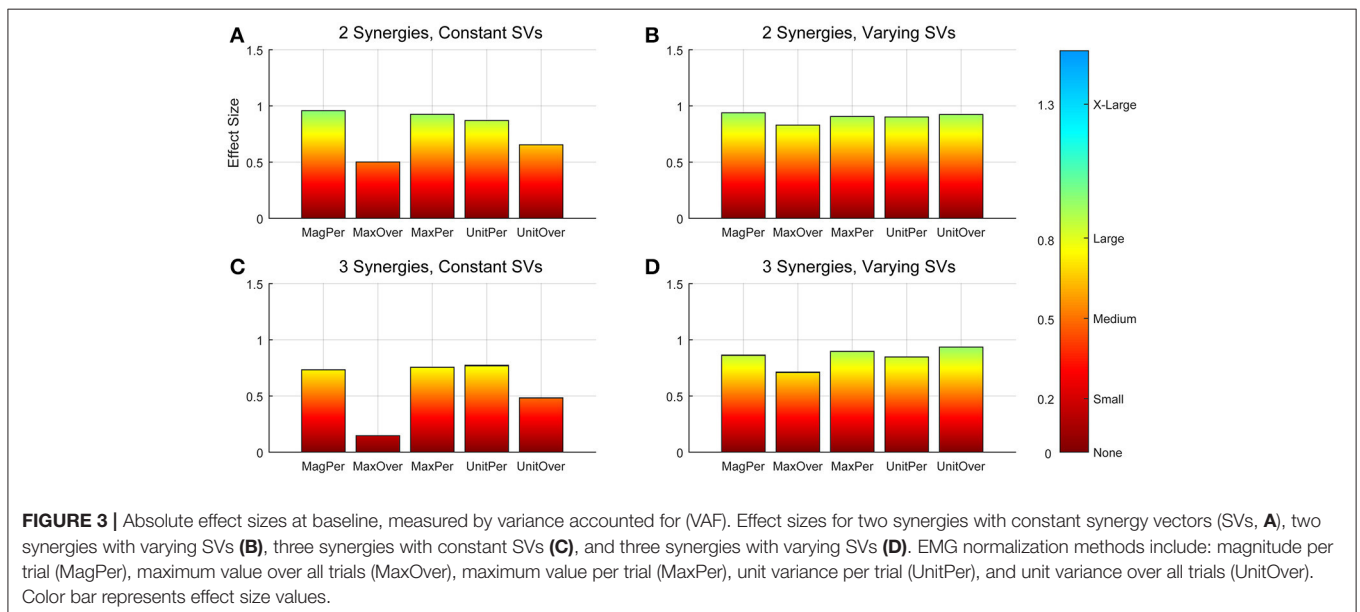 A
2 Synergies, Constant SVs
1.5
1
0.5
0
Effect Size
MagPer MaxOver MaxPer UnitPer UnitOver
B
2 Synergies, Varying SVs
1.5
1
0.5
0
MagPer MaxOver MaxPer UnitPer UnitOver
C
3 Synergies, Constant SVs
1.5
1
0.5
0
MagPer MaxOver MaxPer UnitPer UnitOver
D
3 Synergies, Varying SVs
1.5
1
0.5
0
MagPer MaxOver MaxPer UnitPer UnitOver
1.3 X-Large
0.8 Large
0.5 Medium
0.2 Small
0 None
FIGURE 3 | Absolute effect sizes at baseline, measured by variance accounted for (VAF). Effect sizes for two synergies with constant synergy vectors (SVs, A), two
synergies with varying SVs (B), three synergies with constant SVs (C), and three synergies with varying SVs (D). EMG normalization methods include: magnitude per
trial (MagPer), maximum value over all trials (MaxOver), maximum value per trial (MaxPer), unit variance per trial (UnitPer), and unit variance over all trials (UnitOver).
Color bar represents effect size values.